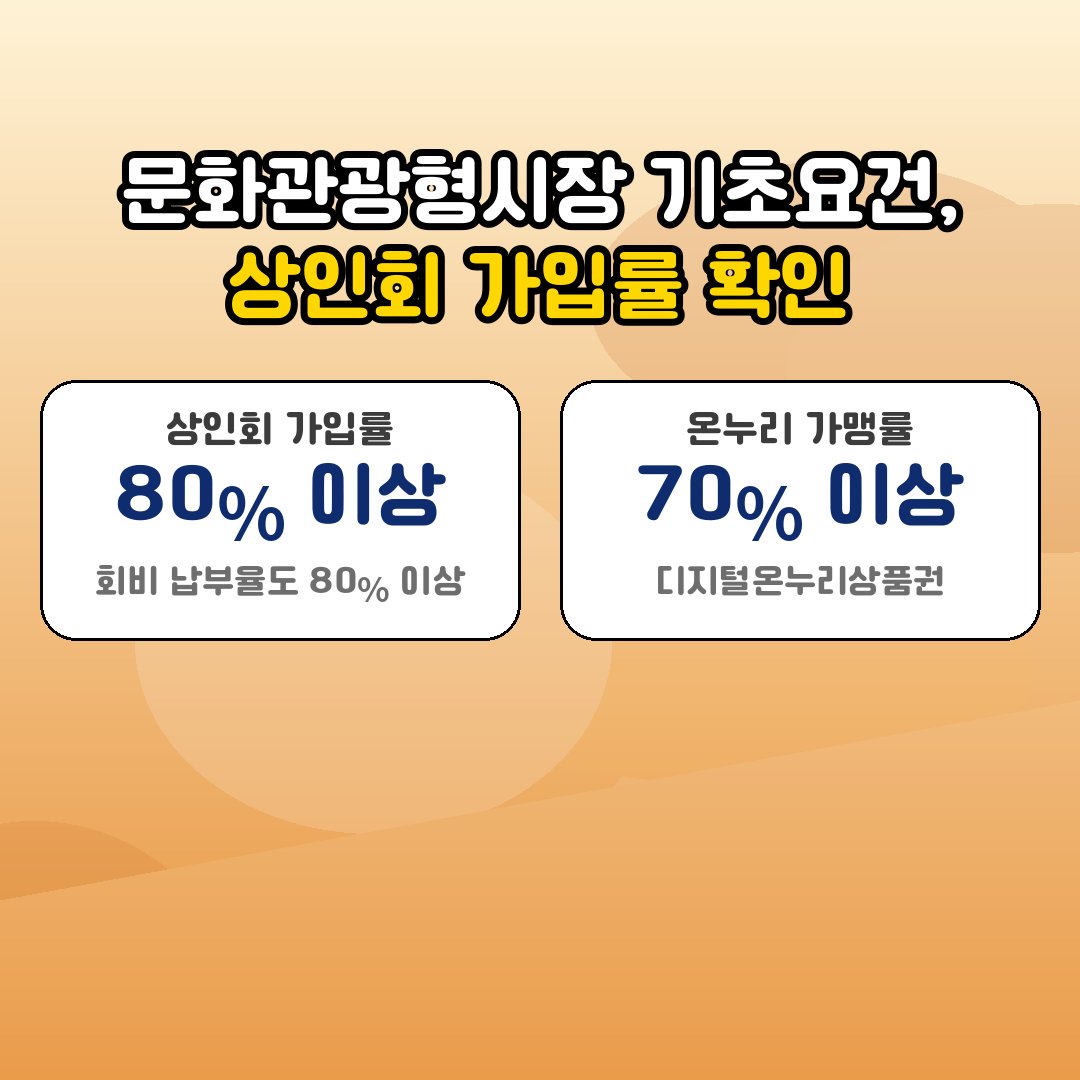 문화관광형시장 기초요건,
상인회 가입률 확인
상인회 가입률
80% 이상
회비 납부율도 80% 이상
온누리 가맹률
70% 이상
디지털온누리상품권